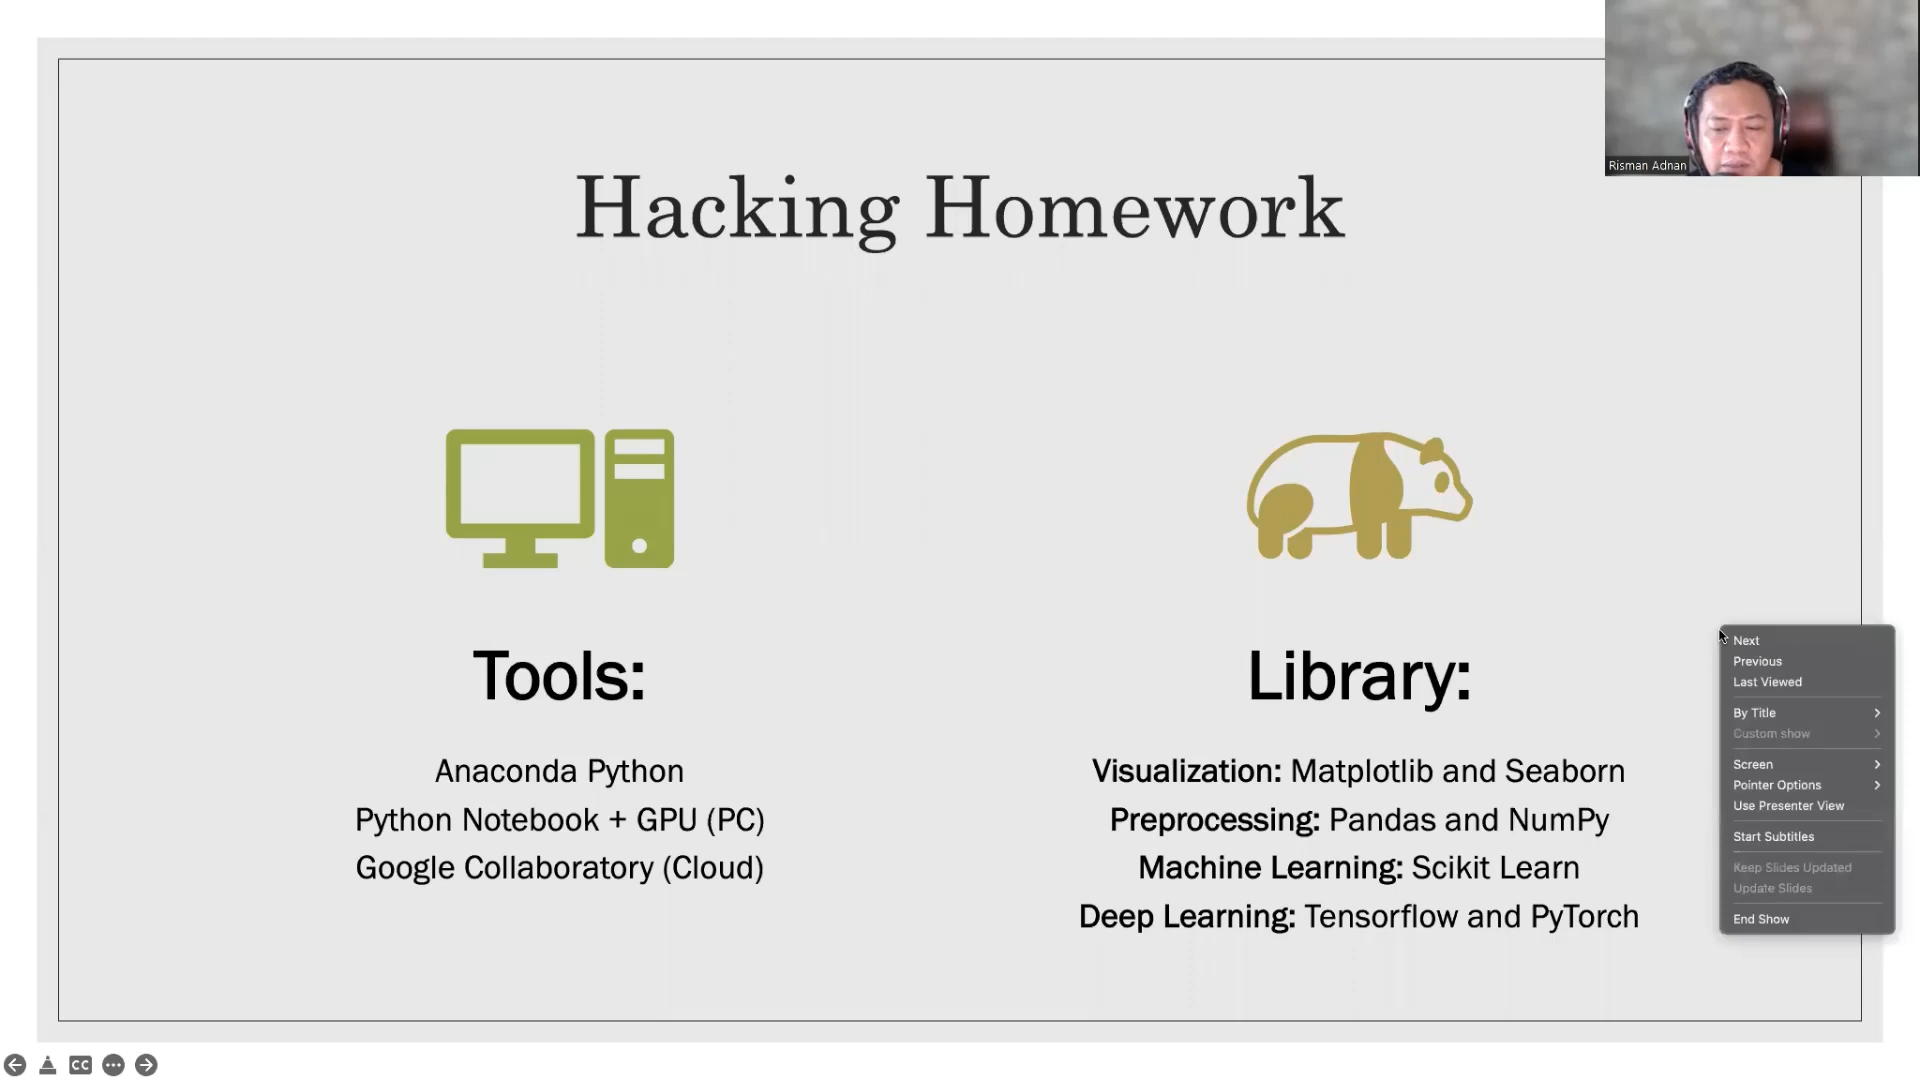 Risman Adnan
Hacking Homework
Tools:
Anaconda Python
Python Notebook + GPU (PC)
Google Collaboratory (Cloud)
Library:
Visualization: Matplotlib and Seaborn
Preprocessing: Pandas and NumPy
Machine Learning: Scikit Learn
Deep Learning: Tensorflow and PyTorch
Next
Previous
Last Viewed
By Title
Custom show
Screen
Pointer Options
Use Presenter View
Start Subtitles
Keep Slides Updated
Update Slides
End Show
CC